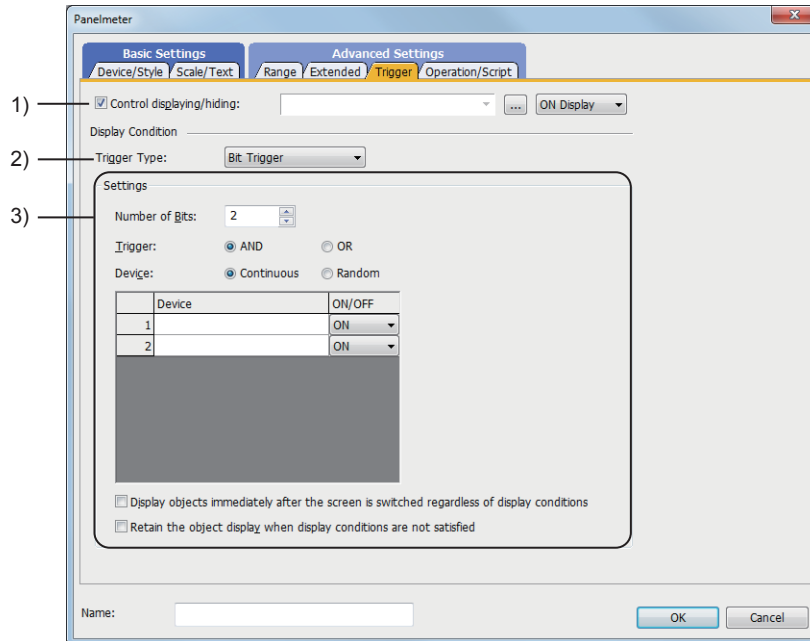 Panelmeter
x
Basic Settings
Advanced Settings
Device/Style Scale/Text Range Extended Trigger Operation/Script
1) Control displaying/hiding: ... ON Display
Display Condition
2) Trigger Type: Bit Trigger
Settings
3) Number of Bits: 2
Trigger: AND OR
Device: Continuous Random
Device ON/OFF
1 ON
2 ON
Display objects immediately after the screen is switched regardless of display conditions
Retain the object display when display conditions are not satisfied
Name:
OK Cancel